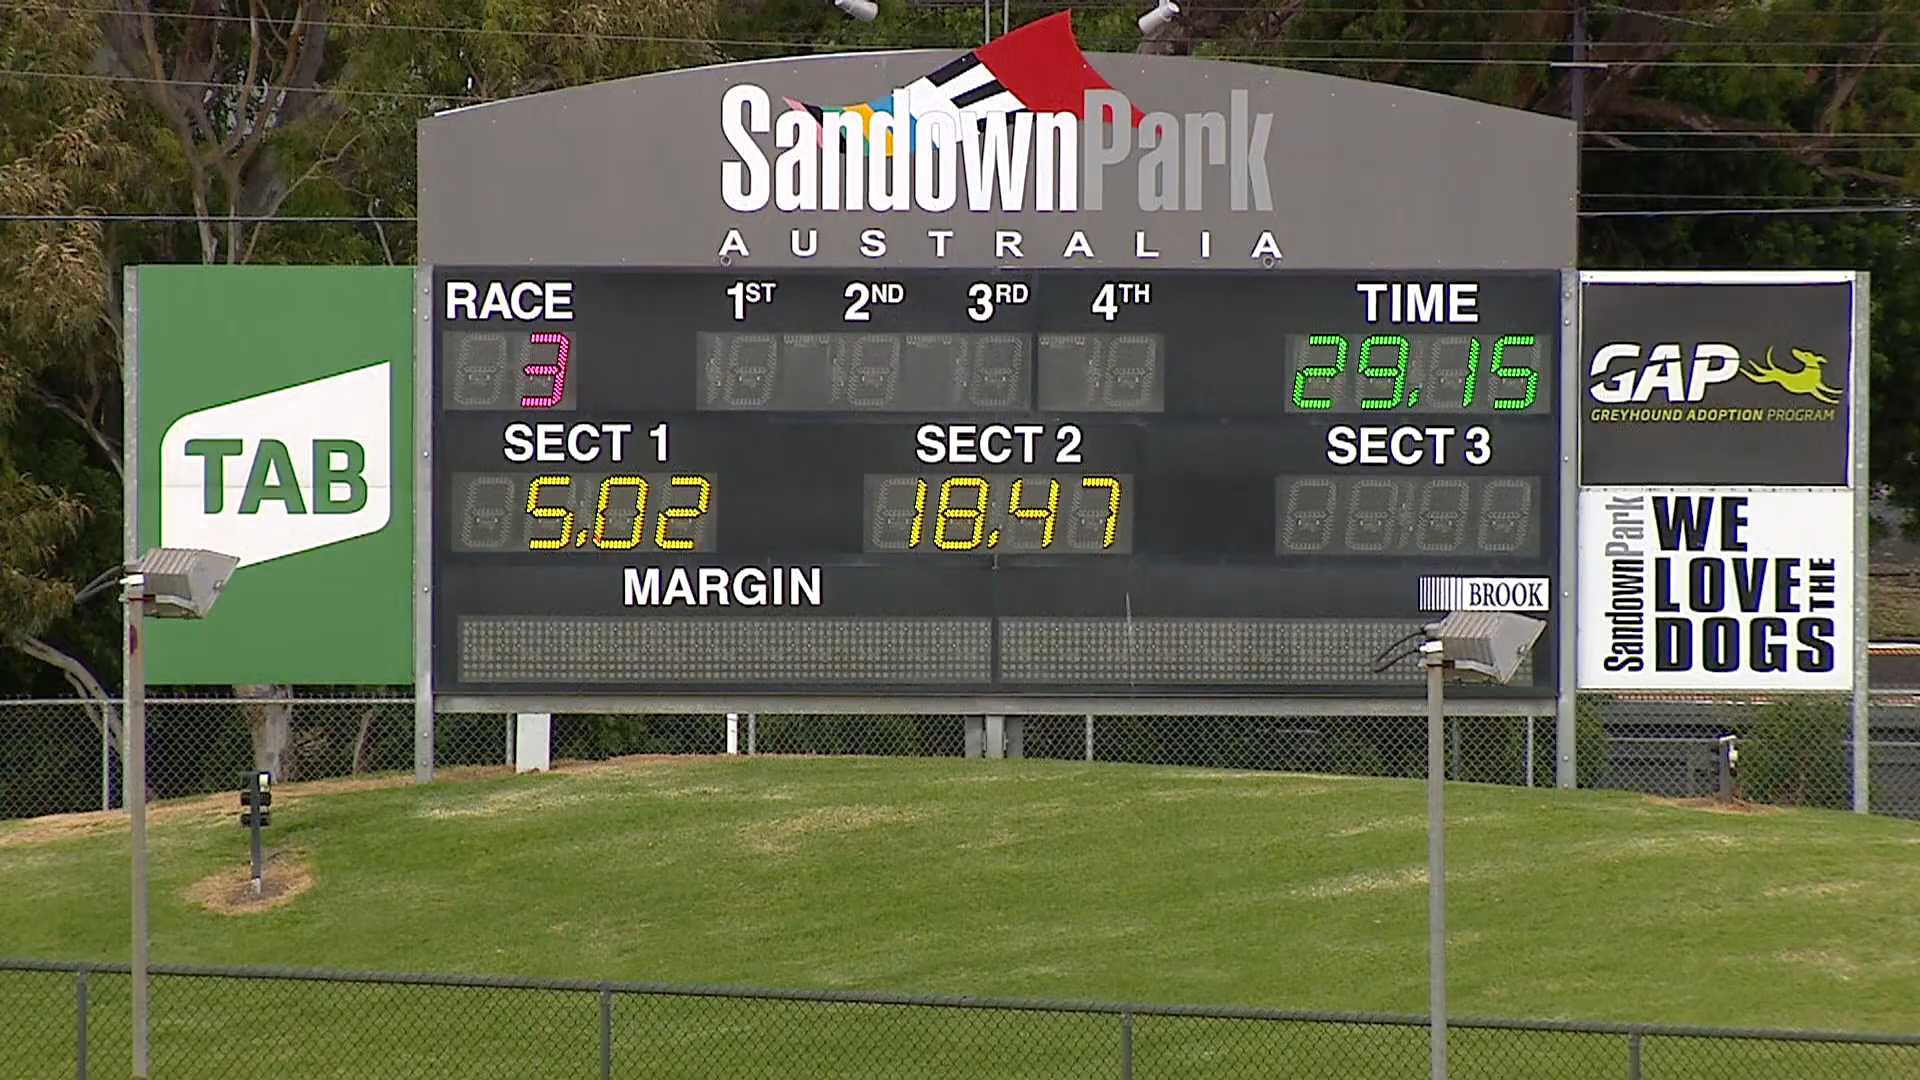 SandownPark
AUSTRALIA
RACE 1ST 2ND 3RD 4TH TIME
3 29.15
SECT 1 SECT 2 SECT 3
5.02 18.47
MARGIN
BROOK
TAB
GAP
GREYHOUND ADOPTION PROGRAM
SandownPark
WE
LOVE THE
DOGS